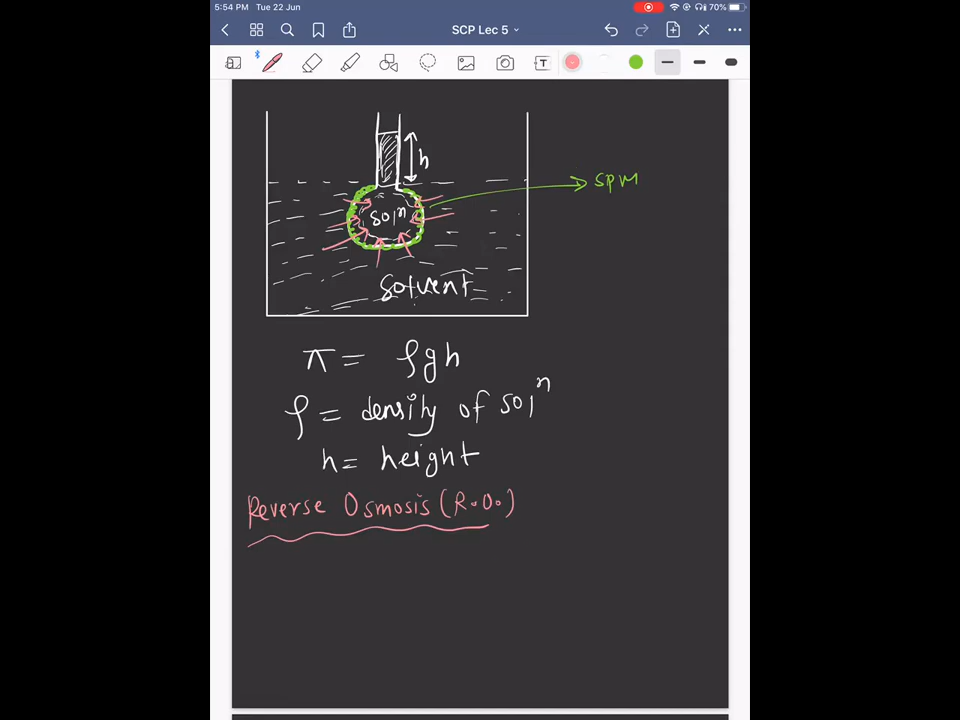 5:54 PM Tue 22 Jun
70%
SCP Lec 5
T
h
SPM
solⁿ
solvent
π = ρgh
ρ = density of solⁿ
h = height
Reverse Osmosis (R.O.)